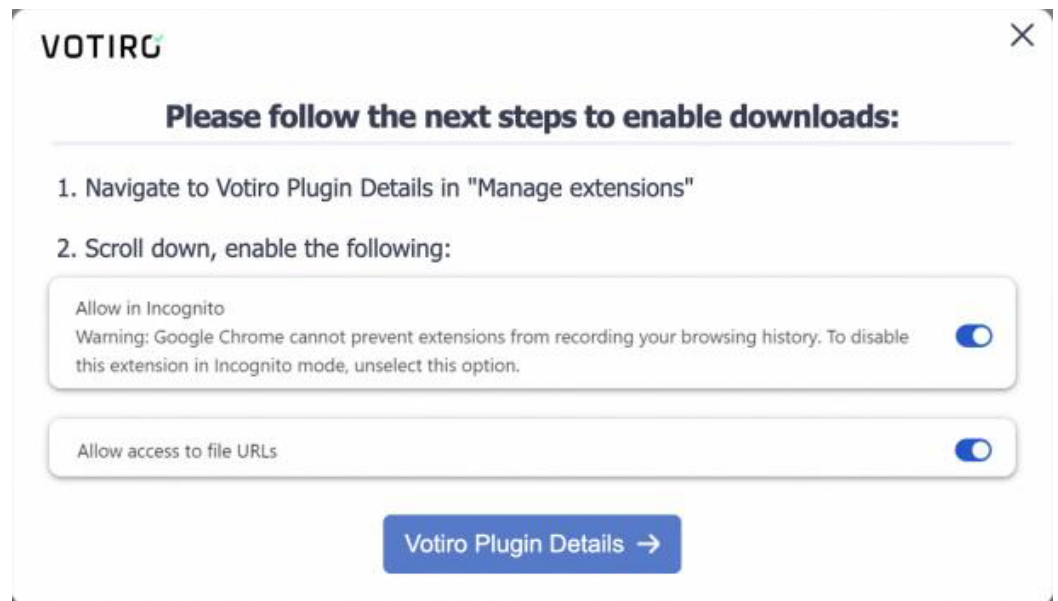 VOTIRO
Please follow the next steps to enable downloads:
1. Navigate to Votiro Plugin Details in "Manage extensions"
2. Scroll down, enable the following:
Allow in Incognito
Warning: Google Chrome cannot prevent extensions from recording your browsing history. To disable
this extension in Incognito mode, unselect this option.
Allow access to file URLs
Votiro Plugin Details →